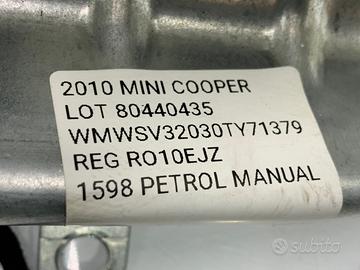 2010 MINI COOPER
LOT 80440435
WMWSV32030TY71379
REG RO10EJZ
1598 PETROL MANUAL
subito